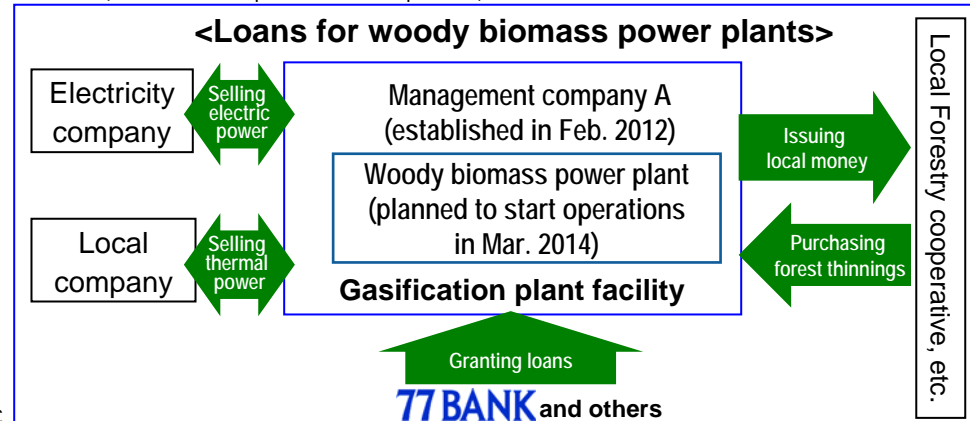 <Loans for woody biomass power plants>
Electricity
company
Selling
electric
power
Management company A
(established in Feb. 2012)
Woody biomass power plant
(planned to start operations
in Mar. 2014)
Gasification plant facility
Local
company
Selling
thermal
power
Issuing
local money
Purchasing
forest thinnings
Local Forestry cooperative, etc.
Granting loans
77 BANK and others